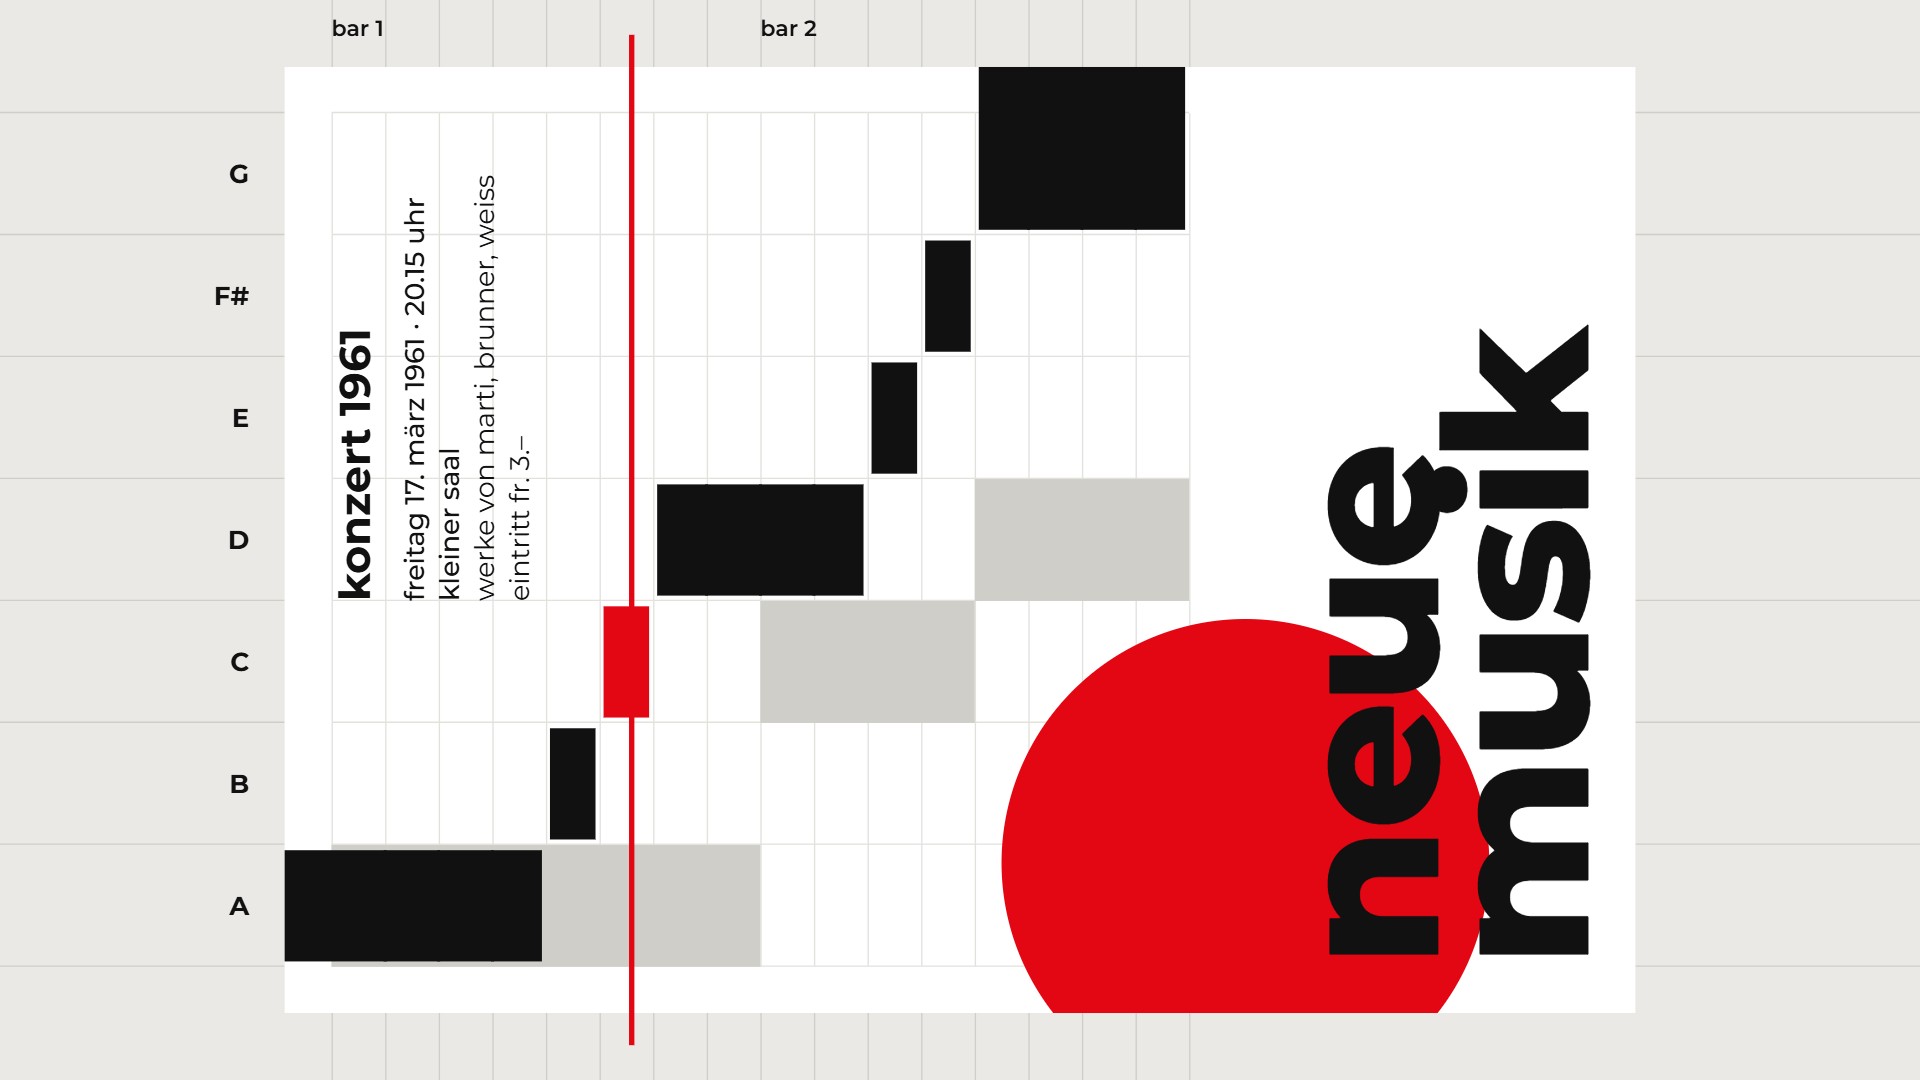 bar 1
bar 2
G
F#
E
D
C
B
A
konzert 1961
freitag 17. märz 1961 · 20.15 uhr
kleiner saal
werke von marti, brunner, weiss
eintritt fr. 3.–
neue
musik